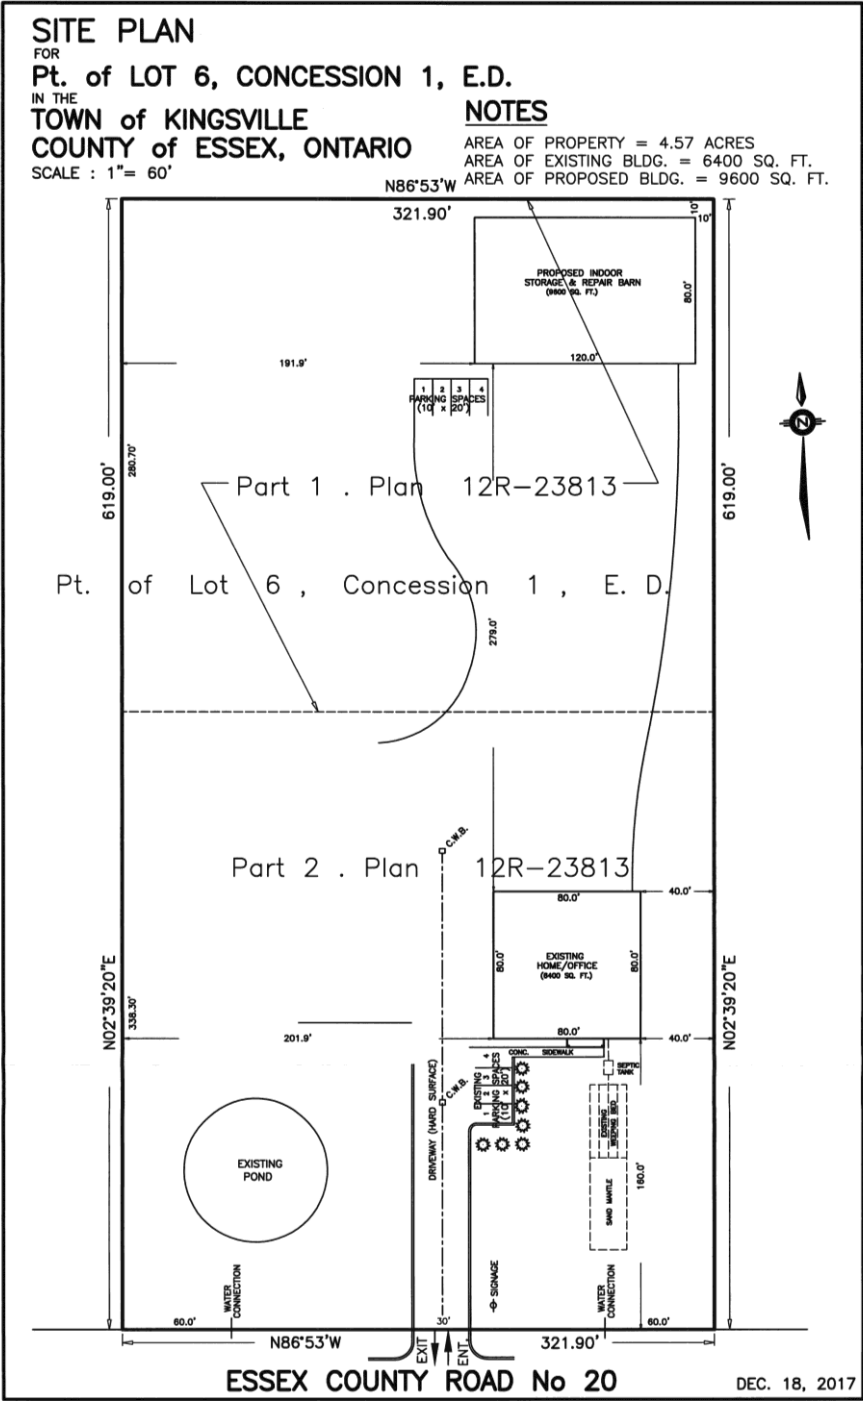 SITE PLAN
FOR
Pt. of LOT 6, CONCESSION 1, E.D.
IN THE
TOWN of KINGSVILLE
COUNTY of ESSEX, ONTARIO
SCALE : 1"= 60'
NOTES
AREA OF PROPERTY = 4.57 ACRES
AREA OF EXISTING BLDG. = 6400 SQ. FT.
AREA OF PROPOSED BLDG. = 9600 SQ. FT.
N86°53'W
321.90'
10'
10'
PROPOSED INDOOR
STORAGE & REPAIR BARN
(9600 SQ. FT.)
80.0'
191.9'
120.0'
1 2 3 4
PARKING SPACES
(10' x 20')
280.70'
619.00'
619.00'
N
Part 1 . Plan 12R-23813
Pt. of Lot 6 , Concession 1 , E. D.
279.0'
C.W.B.
Part 2 . Plan 12R-23813
80.0'
40.0'
80.0'
EXISTING
HOME/OFFICE
(6400 SQ. FT.)
80.0'
N02°39'20"E
N02°39'20"E
338.30'
201.9'
80.0'
40.0'
CONC. SIDEWALK
SEPTIC
TANK
EXISTING
PARKING SPACES
(10' x 20')
1 2 3 4
C.W.B.
DRIVEWAY (HARD SURFACE)
EXISTING
WEEPING BED
SAND MANTLE
160.0'
EXISTING
POND
SIGNAGE
WATER
CONNECTION
WATER
CONNECTION
60.0'
30'
60.0'
N86°53'W
EXIT
ENT.
321.90'
ESSEX COUNTY ROAD No 20
DEC. 18, 2017